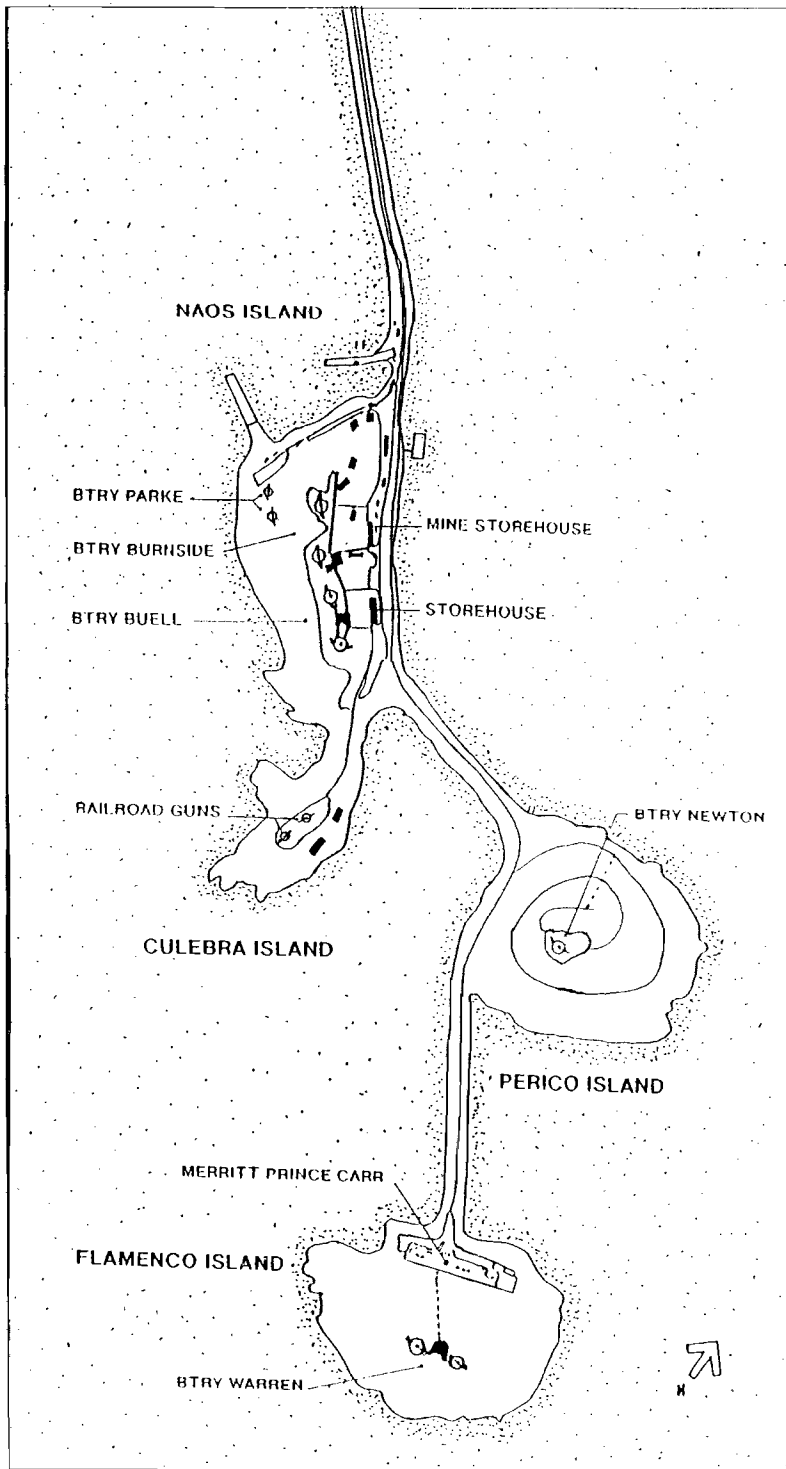 NAOS ISLAND
BTRY PARKE
BTRY BURNSIDE
MINE STOREHOUSE
BTRY BUELL
STOREHOUSE
RAILROAD GUNS
BTRY NEWTON
CULEBRA ISLAND
PERICO ISLAND
MERRITT PRINCE CARR
FLAMENCO ISLAND
BTRY WARREN
N